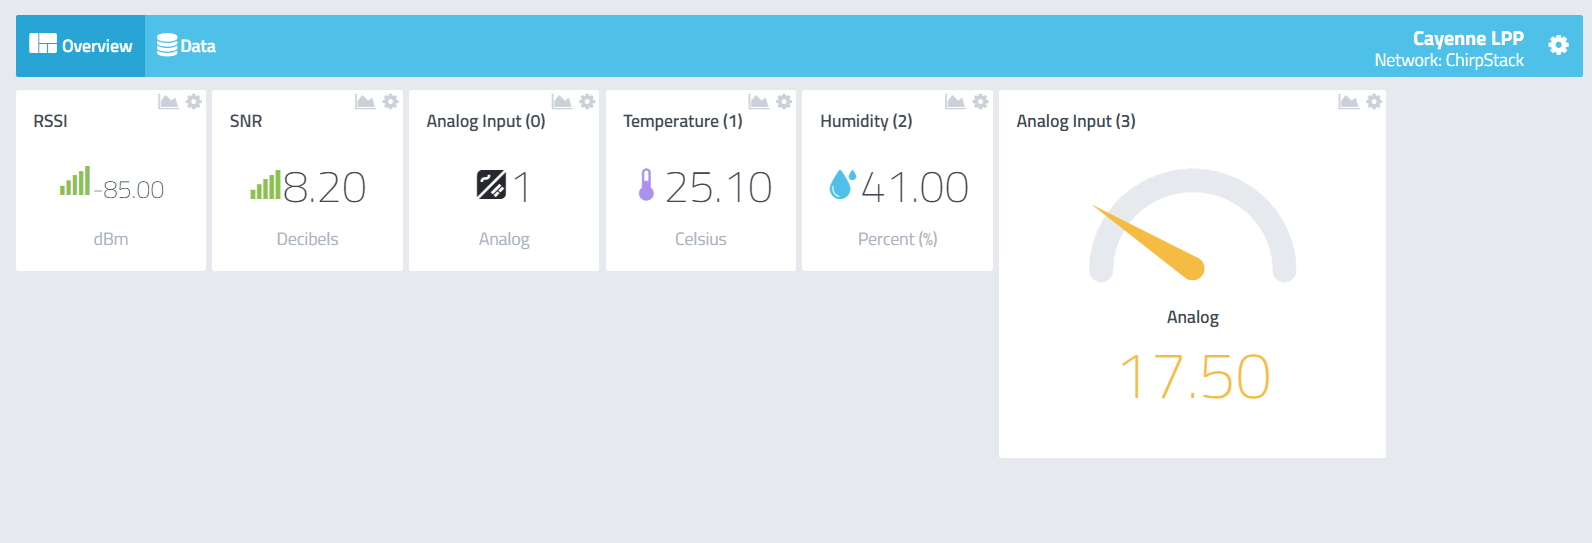 Overview
Data
Cayenne LPP
Network: ChirpStack
RSSI
-85.00
dBm
SNR
8.20
Decibels
Analog Input (0)
1
Analog
Temperature (1)
25.10
Celsius
Humidity (2)
41.00
Percent (%)
Analog Input (3)
Analog
17.50